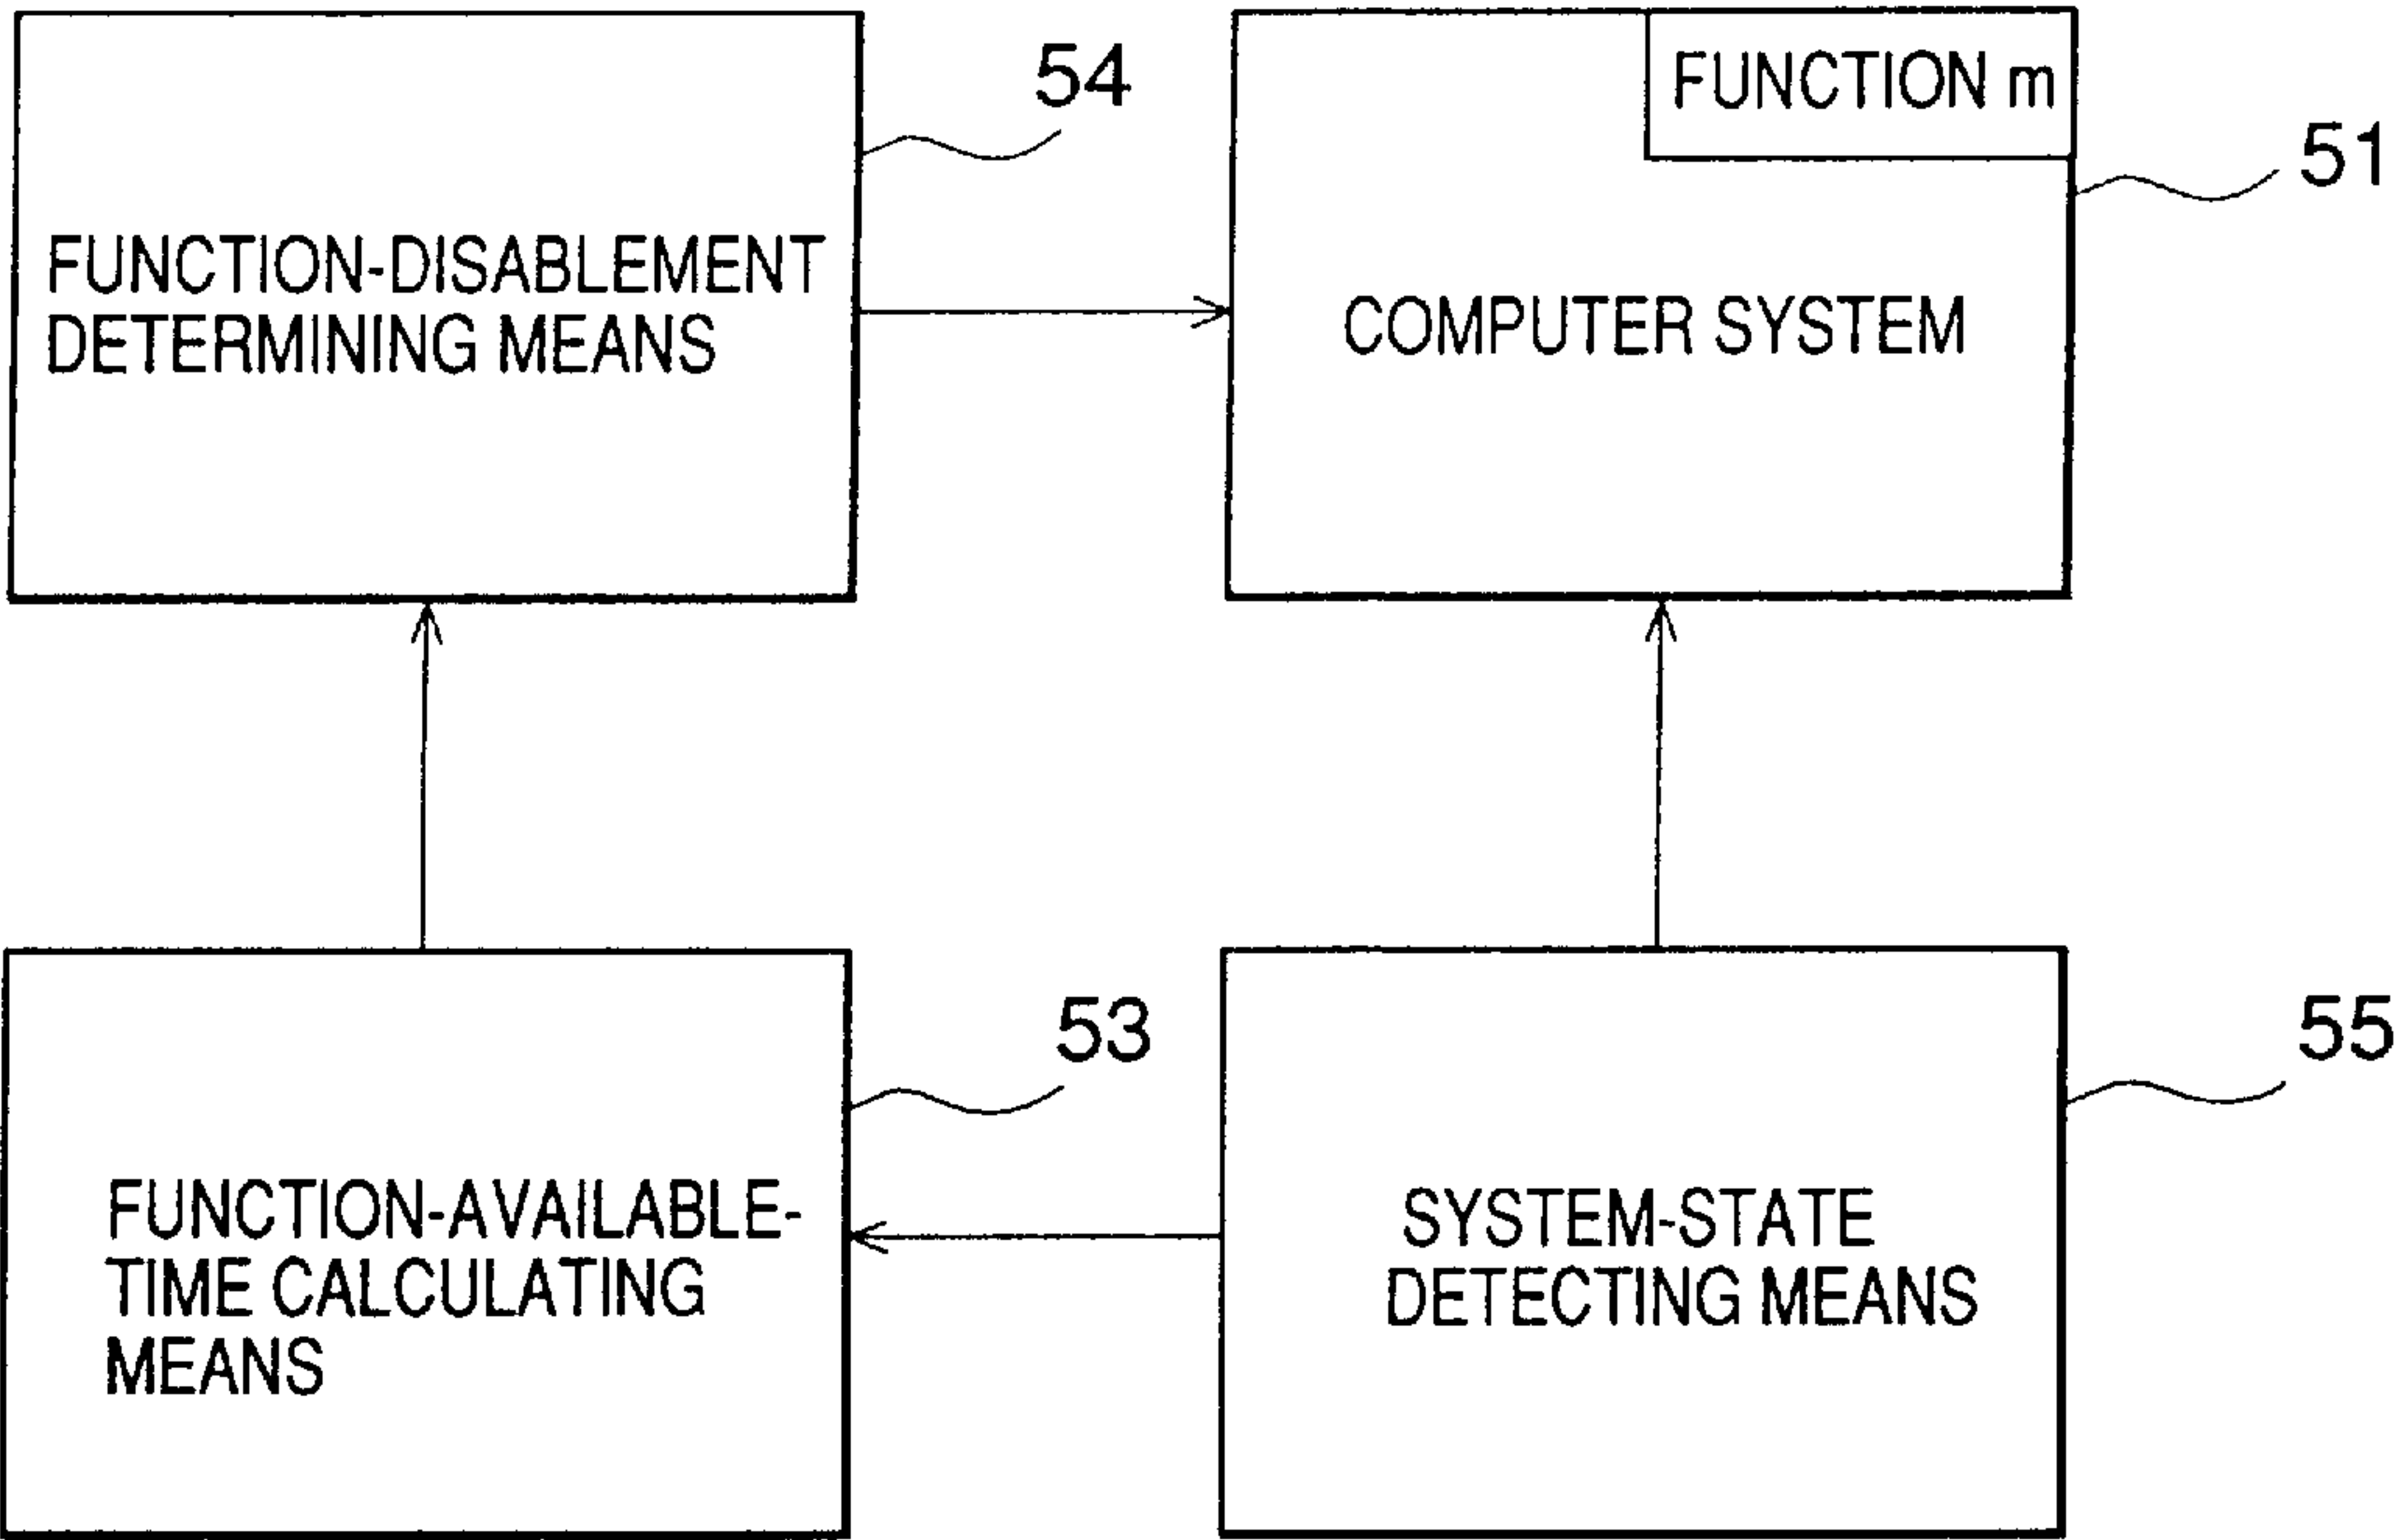 FUNCTION-DISABLEMENT
DETERMINING MEANS
54
FUNCTION m
COMPUTER SYSTEM
51
FUNCTION-AVAILABLE-
TIME CALCULATING
MEANS
53
SYSTEM-STATE
DETECTING MEANS
55